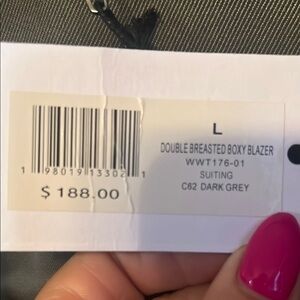 L
DOUBLE BREASTED BOXY BLAZER
WWT176-01
SUITING
C62 DARK GREY
1 98019 13302 1
$ 188.00